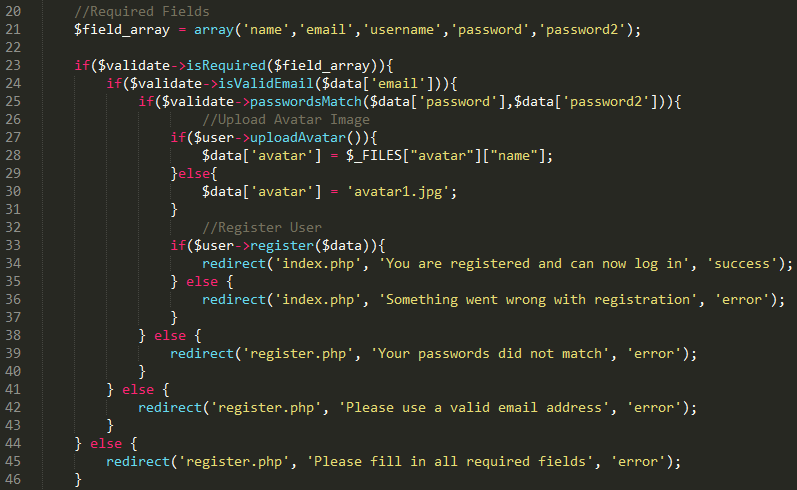 20 //Required Fields
21 $field_array = array('name','email','username','password','password2');
22
23 if($validate->isRequired($field_array)){
24 if($validate->isValidEmail($data['email'])){
25 if($validate->passwordsMatch($data['password'],$data['password2'])){
26 //Upload Avatar Image
27 if($user->uploadAvatar()){
28 $data['avatar'] = $_FILES["avatar"]["name"];
29 }else{
30 $data['avatar'] = 'avatar1.jpg';
31 }
32 //Register User
33 if($user->register($data)){
34 redirect('index.php', 'You are registered and can now log in', 'success');
35 } else {
36 redirect('index.php', 'Something went wrong with registration', 'error');
37 }
38 } else {
39 redirect('register.php', 'Your passwords did not match', 'error');
40 }
41 } else {
42 redirect('register.php', 'Please use a valid email address', 'error');
43 }
44 } else {
45 redirect('register.php', 'Please fill in all required fields', 'error');
46 }